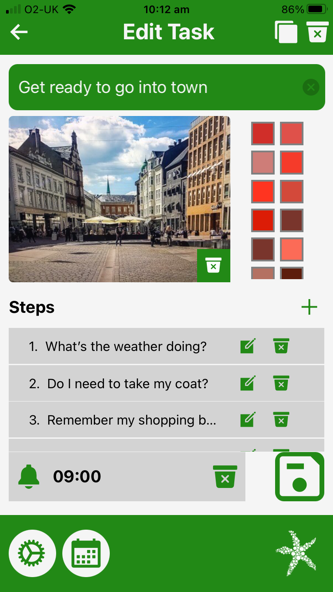 O2-UK 10:12 am 86%
Edit Task
Get ready to go into town
Steps
1. What's the weather doing?
2. Do I need to take my coat?
3. Remember my shopping b...
09:00